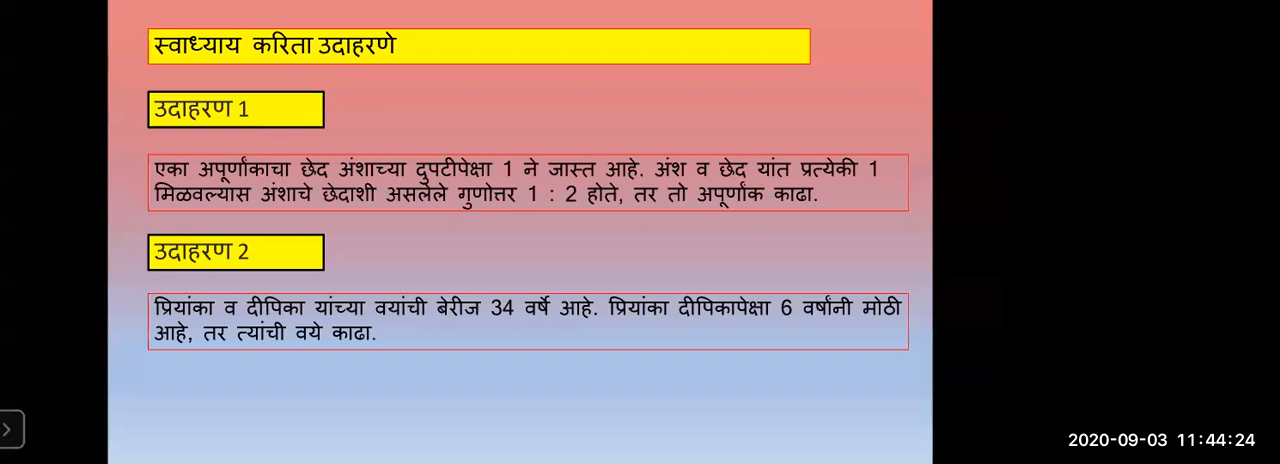 स्वाध्याय करिता उदाहरणे
उदाहरण 1
एका अपूर्णांकाचा छेद अंशाच्या दुपटीपेक्षा 1 ने जास्त आहे. अंश व छेद यांत प्रत्येकी 1
मिळवल्यास अंशाचे छेदाशी असलेले गुणोत्तर 1 : 2 होते, तर तो अपूर्णांक काढा.
उदाहरण 2
प्रियांका व दीपिका यांच्या वयांची बेरीज 34 वर्षे आहे. प्रियांका दीपिकापेक्षा 6 वर्षांनी मोठी
आहे, तर त्यांची वये काढा.
2020-09-03 11:44:24